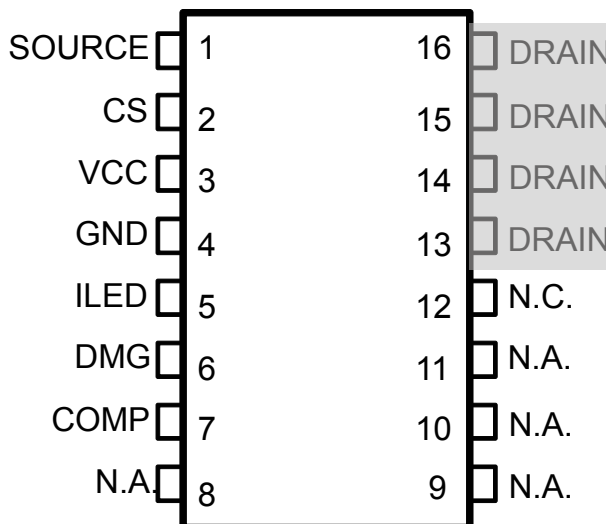 SOURCE 1 16 DRAIN
CS 2 15 DRAIN
VCC 3 14 DRAIN
GND 4 13 DRAIN
ILED 5 12 N.C.
DMG 6 11 N.A.
COMP 7 10 N.A.
N.A. 8 9 N.A.